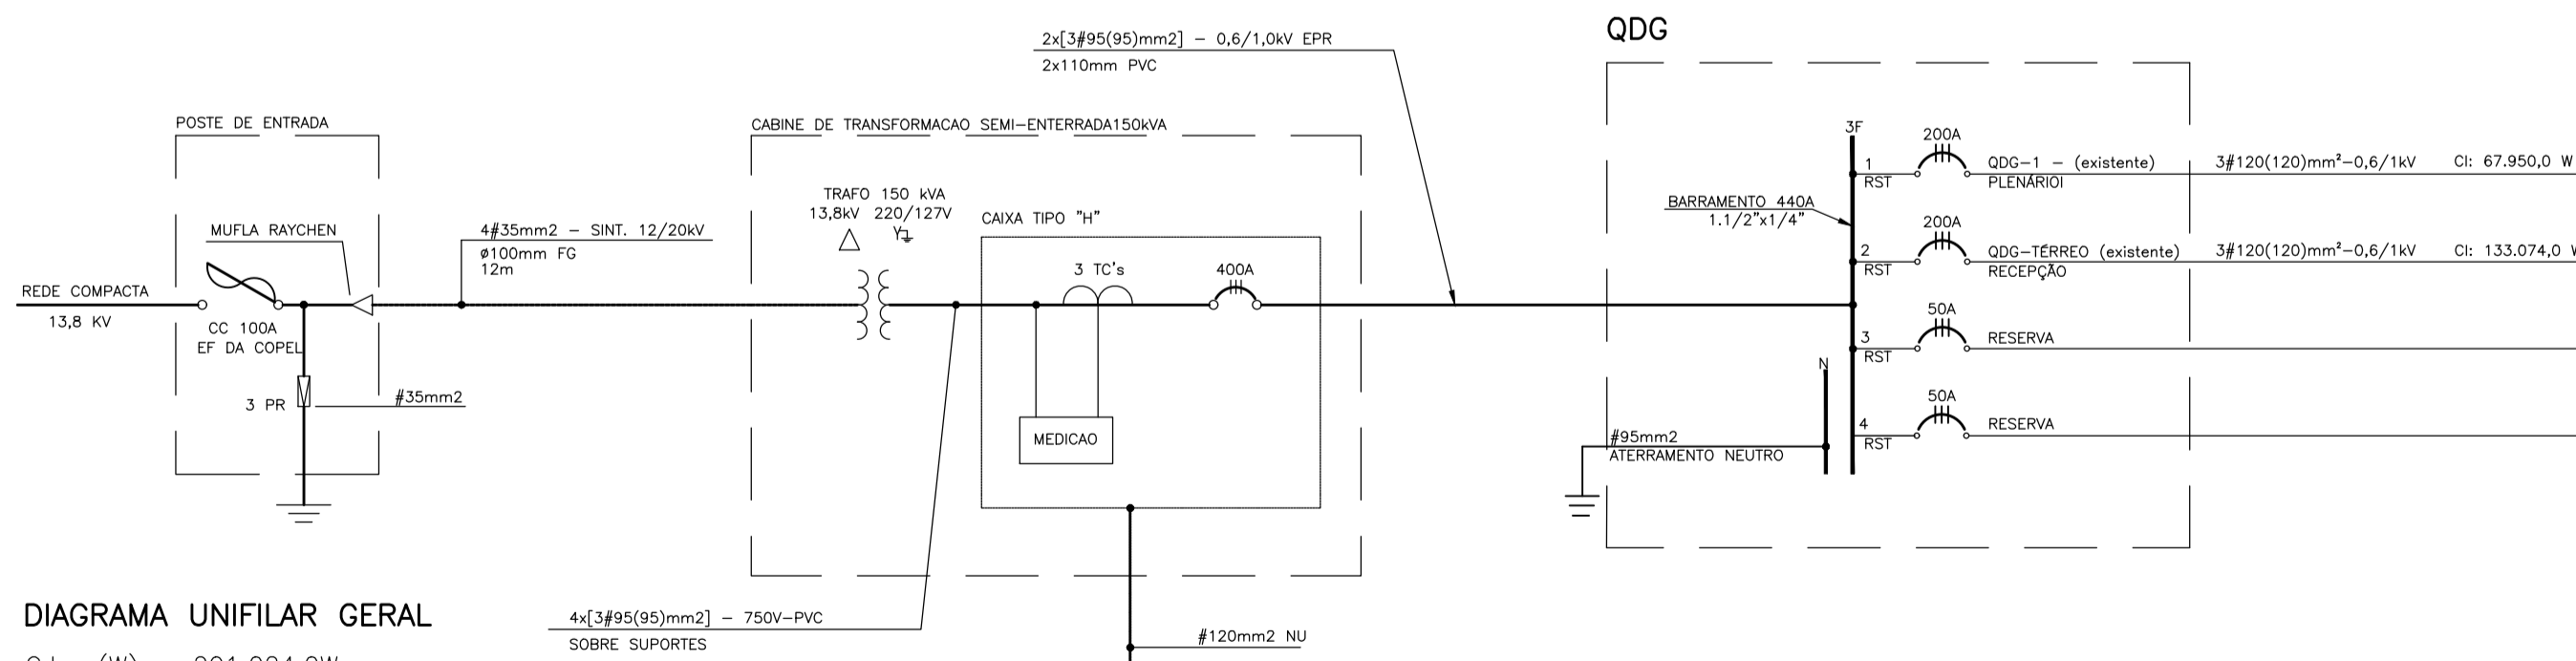 QDG
2x[3#95(95)mm2] – 0,6/1,0kV EPR
2x110mm PVC
POSTE DE ENTRADA
CABINE DE TRANSFORMACAO SEMI–ENTERRADA150kVA
MUFLA RAYCHEN
4#35mm2 – SINT. 12/20kV
ø100mm FG
12m
REDE COMPACTA
13,8 KV
CC 100A
EF DA COPEL
3 PR
#35mm2
TRAFO 150 kVA
13,8kV 220/127V
CAIXA TIPO "H"
3 TC's
400A
MEDICAO
3F
BARRAMENTO 440A
1.1/2"x1/4"
1
RST
200A
QDG–1 – (existente)
PLENÁRIOI
3#120(120)mm²–0,6/1kV
CI: 67.950,0 W
2
RST
200A
QDG–TÉRREO (existente)
RECEPÇÃO
3#120(120)mm²–0,6/1kV
CI: 133.074,0 W
3
RST
50A
RESERVA
4
RST
50A
RESERVA
N
#95mm2
ATERRAMENTO NEUTRO
DIAGRAMA UNIFILAR GERAL
4x[3#95(95)mm2] – 750V–PVC
SOBRE SUPORTES
#120mm2 NU